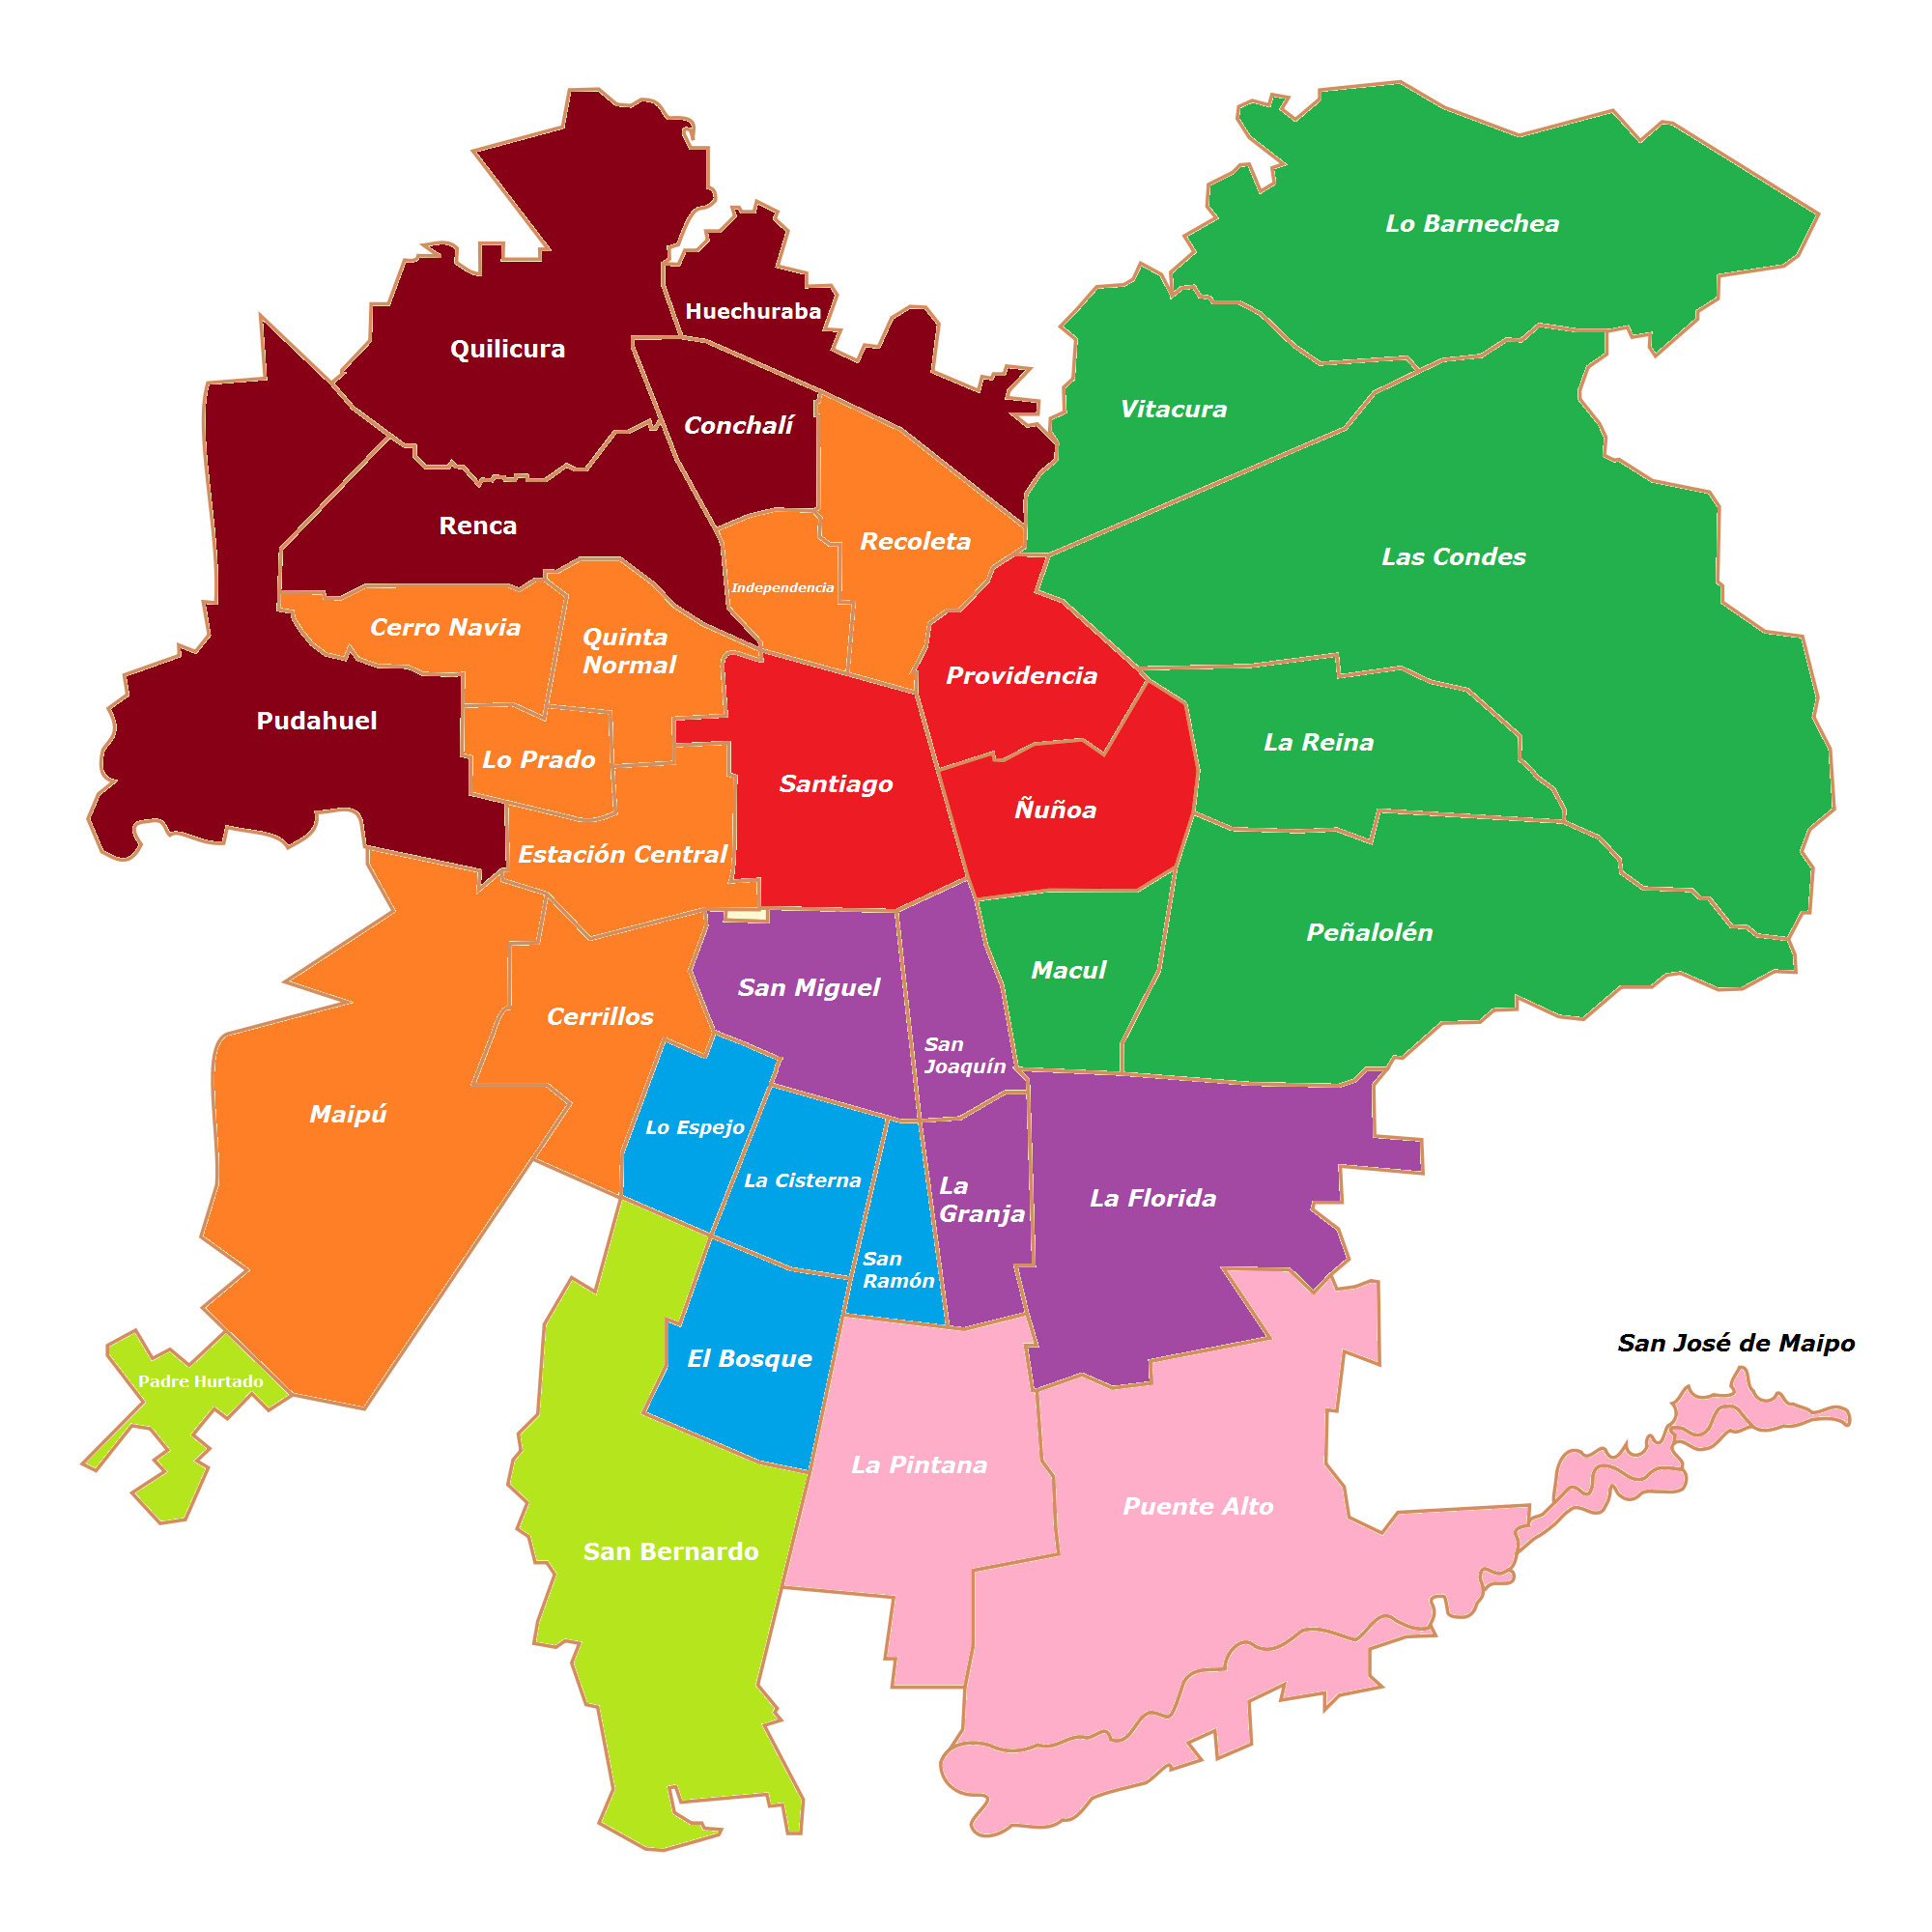 Lo Barnechea
Huechuraba
Quilicura
Vitacura
Conchalí
Renca
Recoleta
Las Condes
Independencia
Cerro Navia
Quinta
Normal
Providencia
Pudahuel
La Reina
Lo Prado
Santiago
Ñuñoa
Estación Central
Peñalolén
Macul
San Miguel
Cerrillos
San
Joaquín
Maipú
Lo Espejo
La Cisterna
La
Granja
La Florida
San
Ramón
San José de Maipo
El Bosque
Padre Hurtado
La Pintana
Puente Alto
San Bernardo